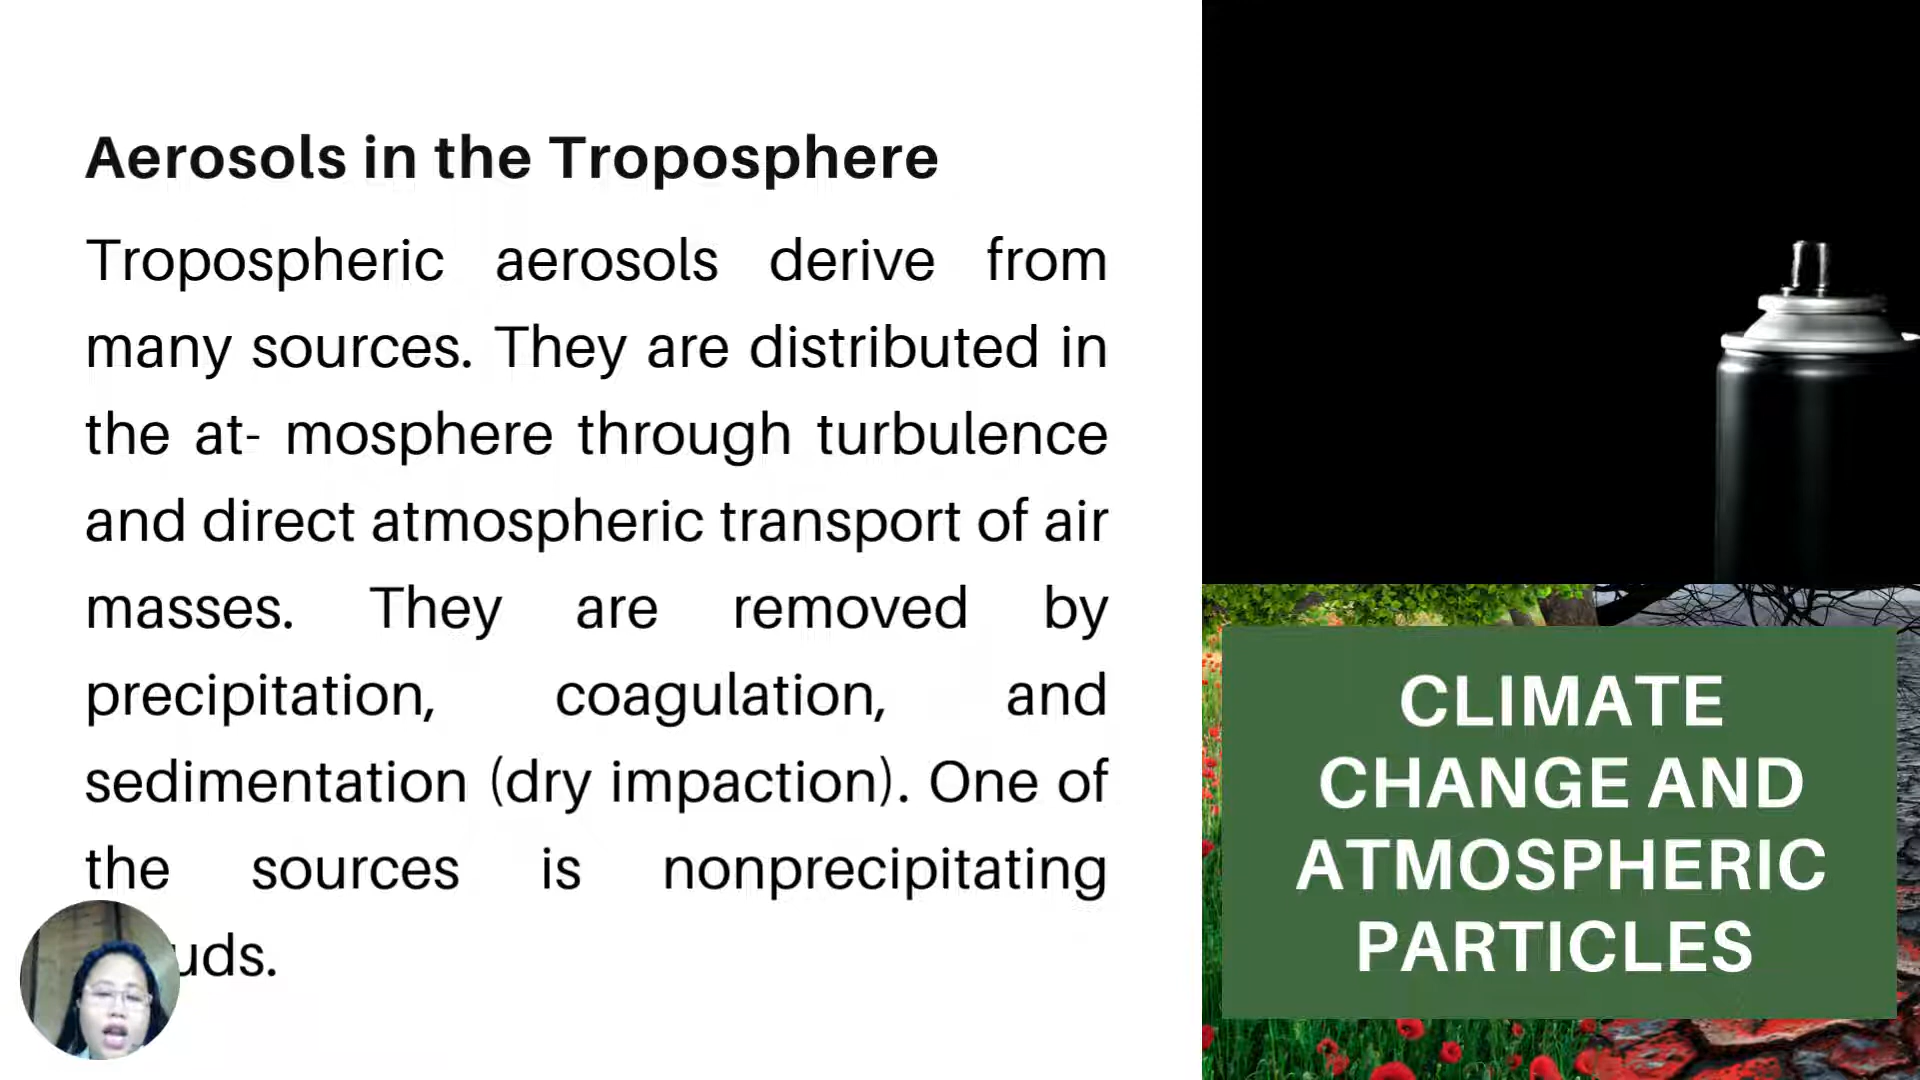 Aerosols in the Troposphere
Tropospheric aerosols derive from
many sources. They are distributed in
the at- mosphere through turbulence
and direct atmospheric transport of air
masses. They are removed by
precipitation, coagulation, and
sedimentation (dry impaction). One of
the sources is nonprecipitating
uds.
CLIMATE
CHANGE AND
ATMOSPHERIC
PARTICLES